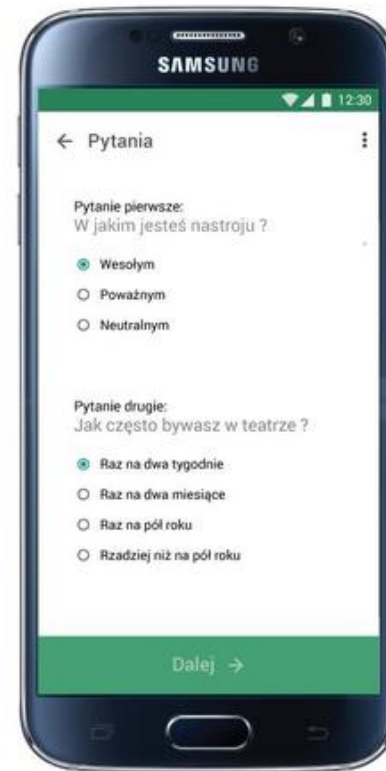 SAMSUNG
12:30
Pytania
Pytanie pierwsze:
W jakim jesteś nastroju ?
Wesołym
Poważnym
Neutralnym
Pytanie drugie:
Jak często bywasz w teatrze ?
Raz na dwa tygodnie
Raz na dwa miesiące
Raz na pół roku
Rzadziej niż na pół roku
Dalej